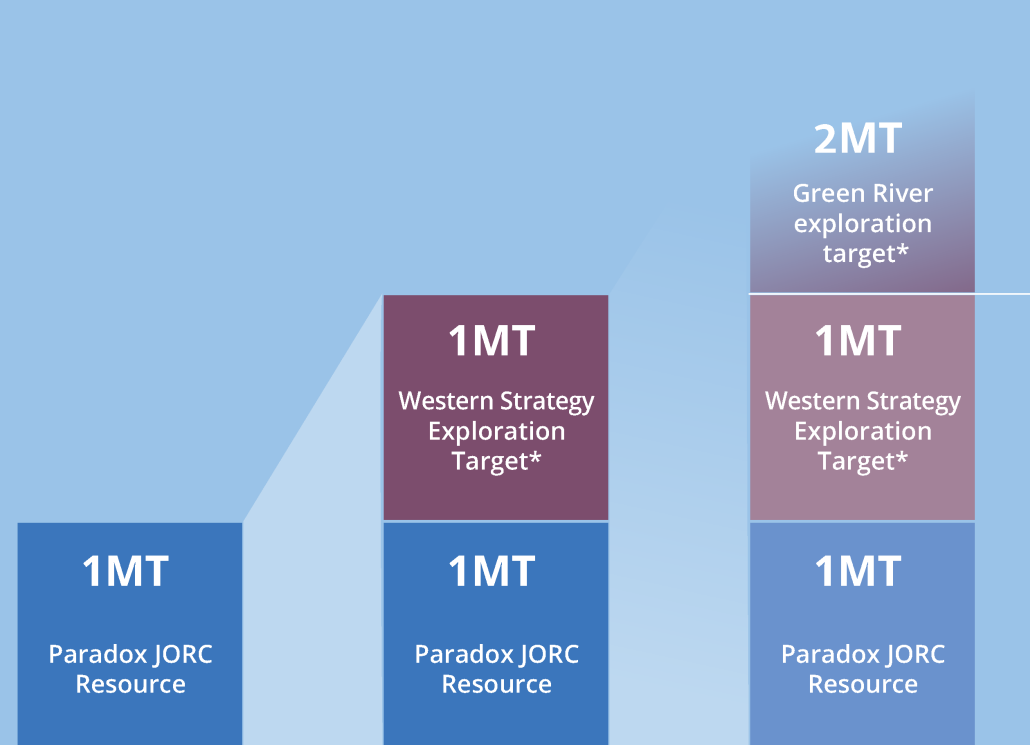 2MT
Green River
exploration
target*
1MT
Western Strategy
Exploration
Target*
1MT
Western Strategy
Exploration
Target*
1MT
Paradox JORC
Resource
1MT
Paradox JORC
Resource
1MT
Paradox JORC
Resource